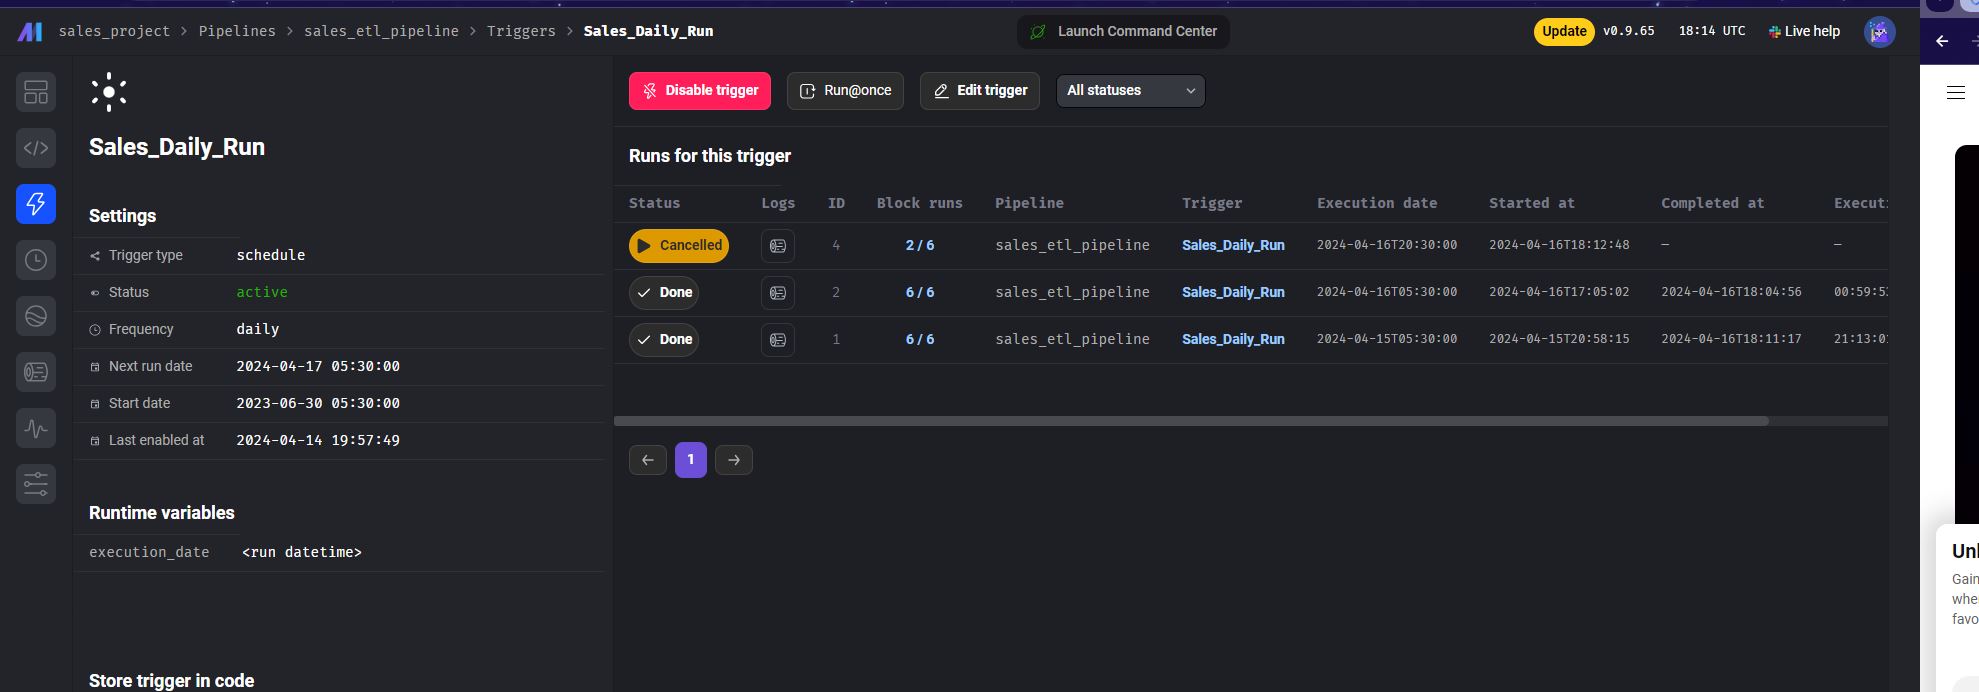 sales_project > Pipelines > sales_etl_pipeline > Triggers > Sales_Daily_Run
Launch Command Center
Update v0.9.65 18:14 UTC Live help
Disable trigger Run@once Edit trigger All statuses
Sales_Daily_Run
Settings
Trigger type schedule
Status active
Frequency daily
Next run date 2024-04-17 05:30:00
Start date 2023-06-30 05:30:00
Last enabled at 2024-04-14 19:57:49
Runtime variables
execution_date <run datetime>
Store trigger in code
Runs for this trigger
Status Logs ID Block runs Pipeline Trigger Execution date Started at Completed at Executi
Cancelled 4 2 / 6 sales_etl_pipeline Sales_Daily_Run 2024-04-16T20:30:00 2024-04-16T18:12:48 — —
Done 2 6 / 6 sales_etl_pipeline Sales_Daily_Run 2024-04-16T05:30:00 2024-04-16T17:05:02 2024-04-16T18:04:56 00:59:5
Done 1 6 / 6 sales_etl_pipeline Sales_Daily_Run 2024-04-15T05:30:00 2024-04-15T20:58:15 2024-04-16T18:11:17 21:13:0
1
Gain
favo